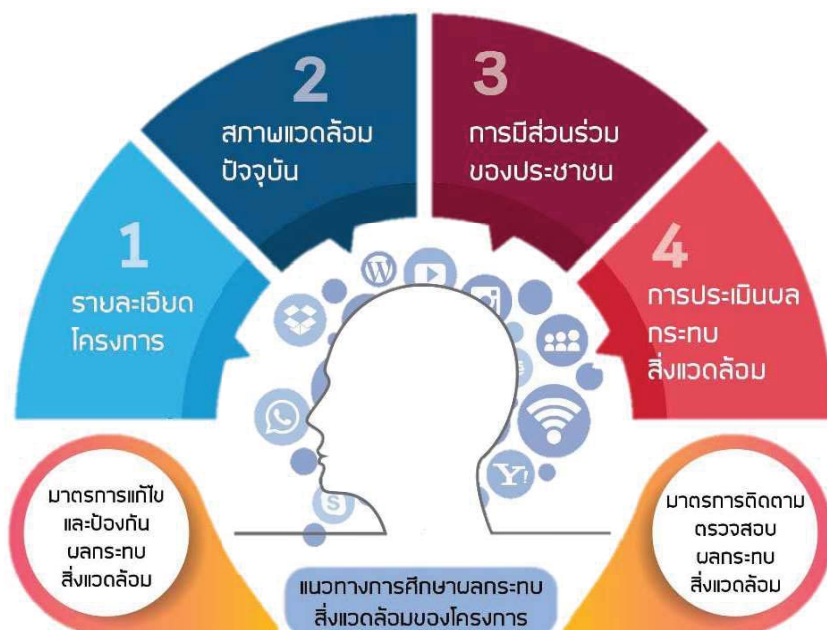 1
รายละเอียด
โครงการ
2
สภาพแวดล้อม
ปัจจุบัน
3
การมีส่วนร่วม
ของประชาชน
4
การประเมินผล
กระทบ
สิ่งแวดล้อม
มาตรการแก้ไข
และป้องกัน
ผลกระทบ
สิ่งแวดล้อม
แนวทางการศึกษาผลกระทบ
สิ่งแวดล้อมของโครงการ
มาตรการติดตาม
ตรวจสอบ
ผลกระทบ
สิ่งแวดล้อม